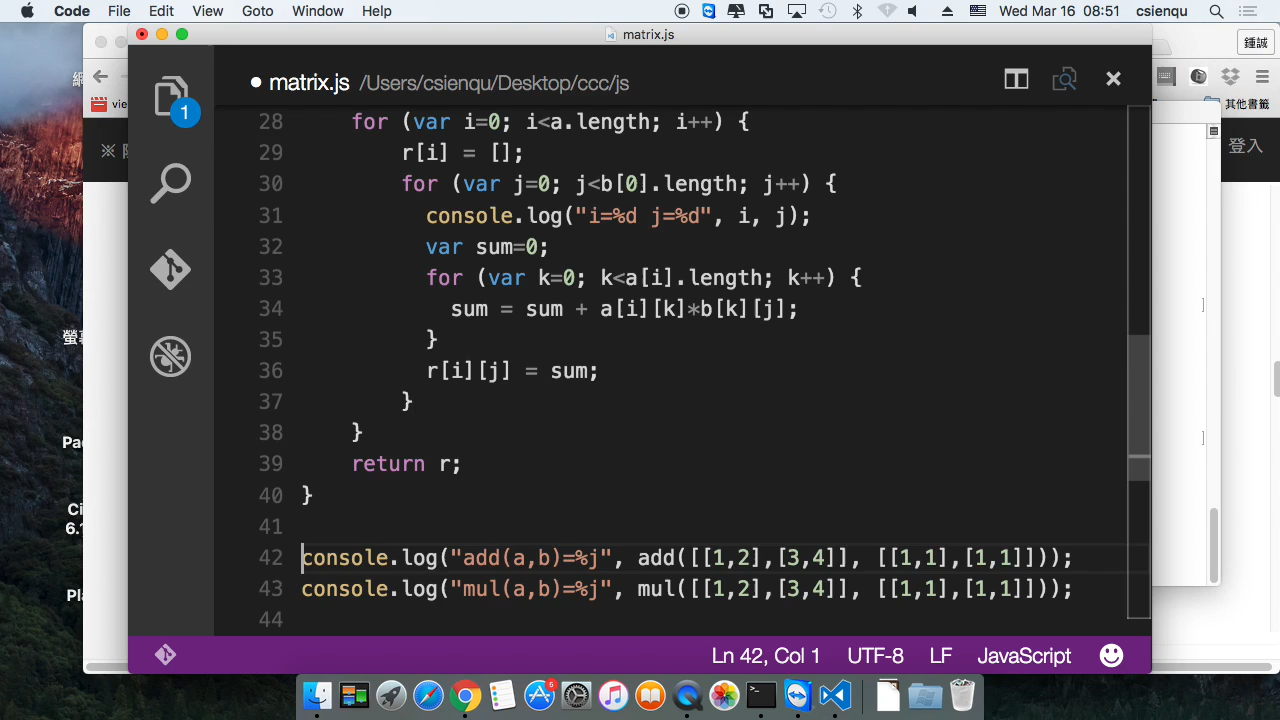 Code File Edit View Goto Window Help Wed Mar 16 08:51 csienqu
matrix.js
鍾誠
matrix.js /Users/csienqu/Desktop/ccc/js
1
其他書籤
登入
28 for (var i=0; i<a.length; i++) {
29 r[i] = [];
30 for (var j=0; j<b[0].length; j++) {
31 console.log("i=%d j=%d", i, j);
32 var sum=0;
33 for (var k=0; k<a[i].length; k++) {
34 sum = sum + a[i][k]*b[k][j];
35 }
36 r[i][j] = sum;
37 }
38 }
39 return r;
40 }
41
42 console.log("add(a,b)=%j", add([[1,2],[3,4]], [[1,1],[1,1]]));
43 console.log("mul(a,b)=%j", mul([[1,2],[3,4]], [[1,1],[1,1]]));
44
Ln 42, Col 1 UTF-8 LF JavaScript
6